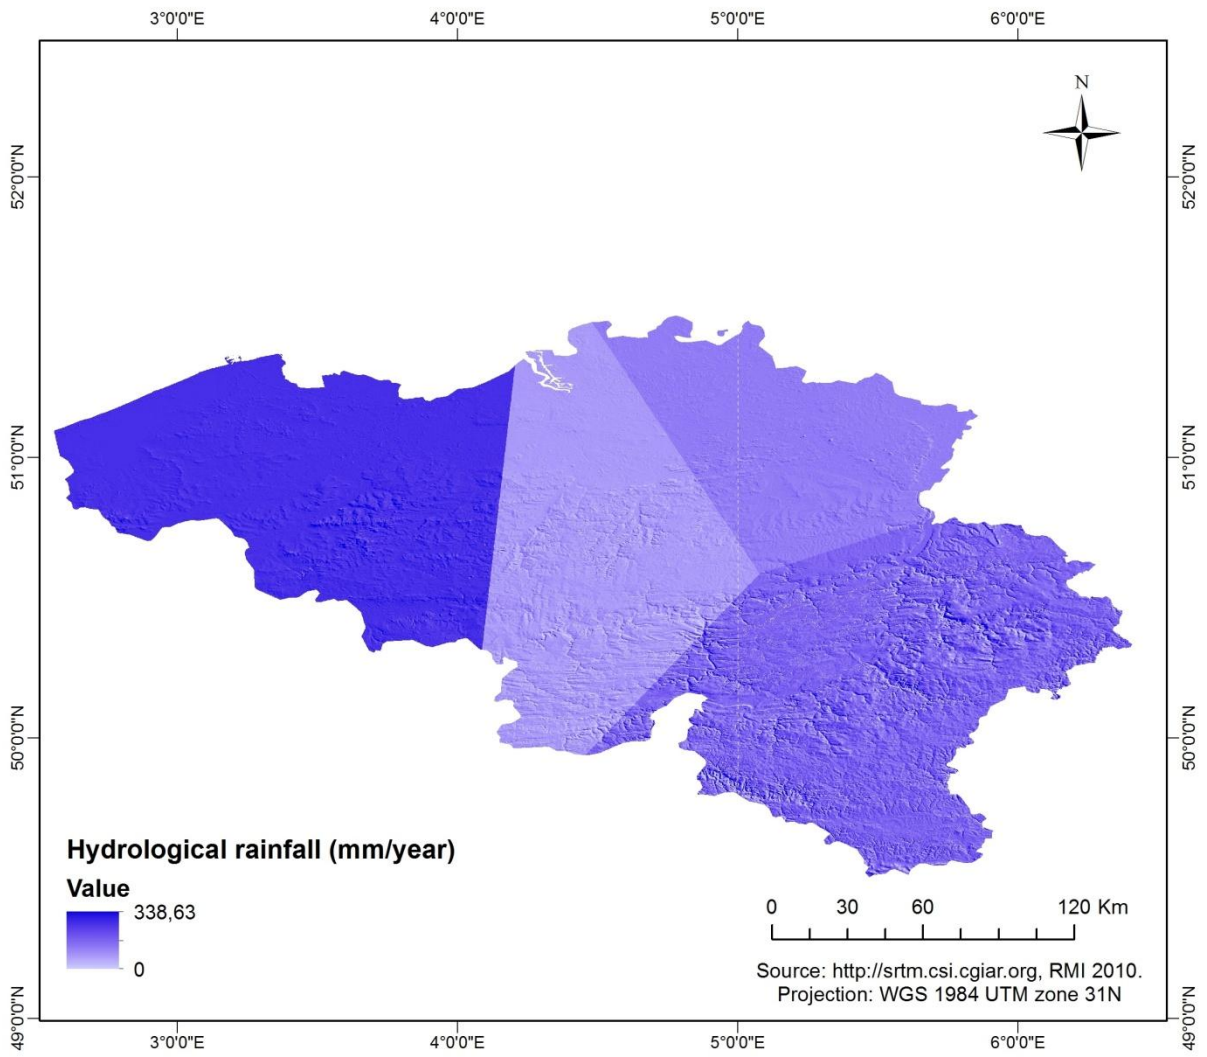 3°0'0"E 4°0'0"E 5°0'0"E 6°0'0"E
N
52°0'0"N 52°0'0"N
51°0'0"N 51°0'0"N
50°0'0"N 50°0'0"N
Hydrological rainfall (mm/year)
Value
338,63
0
0 30 60 120 Km
Source: http://srtm.csi.cgiar.org, RMI 2010.
Projection: WGS 1984 UTM zone 31N
49°0'0"N 49°0'0"N
3°0'0"E 4°0'0"E 5°0'0"E 6°0'0"E